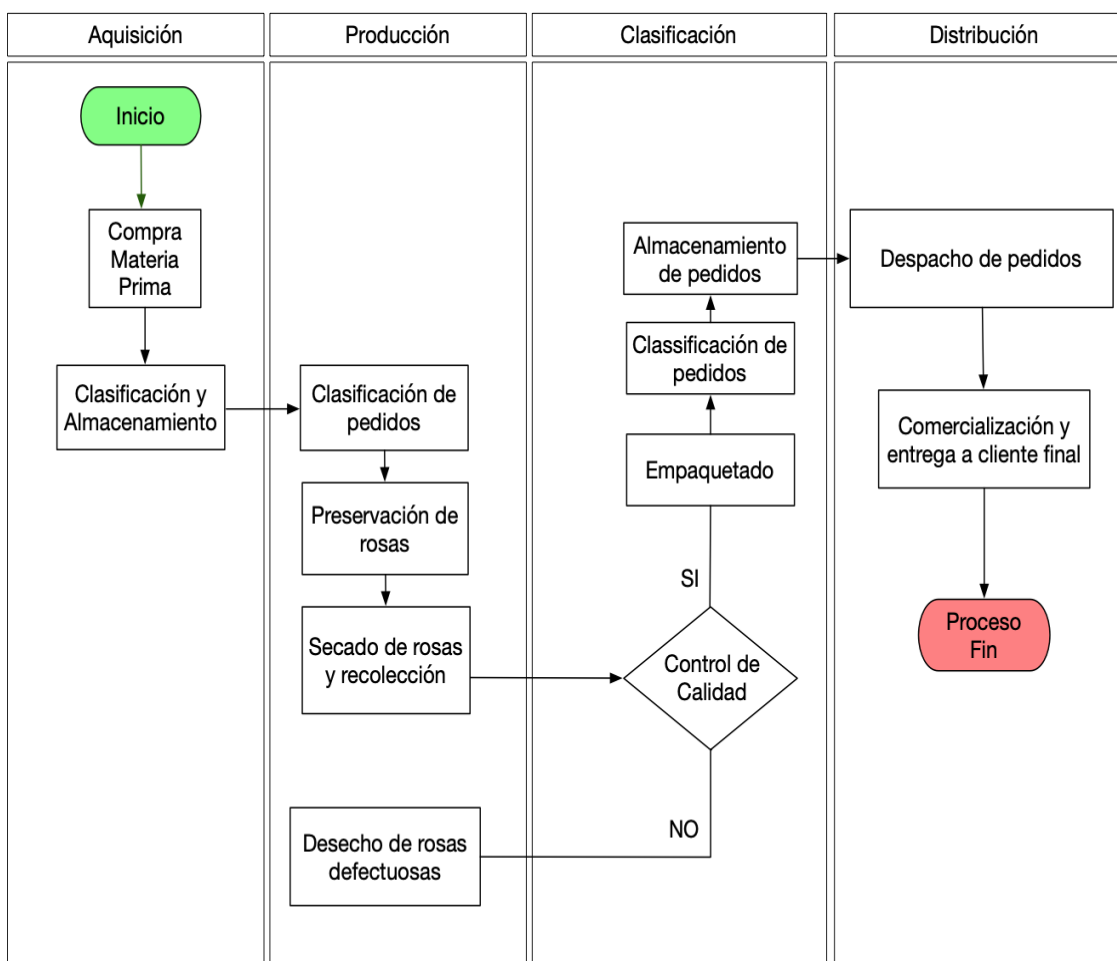 Aquisición
Producción
Clasificación
Distribución
Inicio
Compra
Materia
Prima
Clasificación y
Almacenamiento
Clasificación de
pedidos
Preservación de
rosas
Secado de rosas
y recolección
Desecho de rosas
defectuosas
Almacenamiento
de pedidos
Classificación de
pedidos
Empaquetado
SI
Control de
Calidad
NO
Despacho de pedidos
Comercialización y
entrega a cliente final
Proceso
Fin